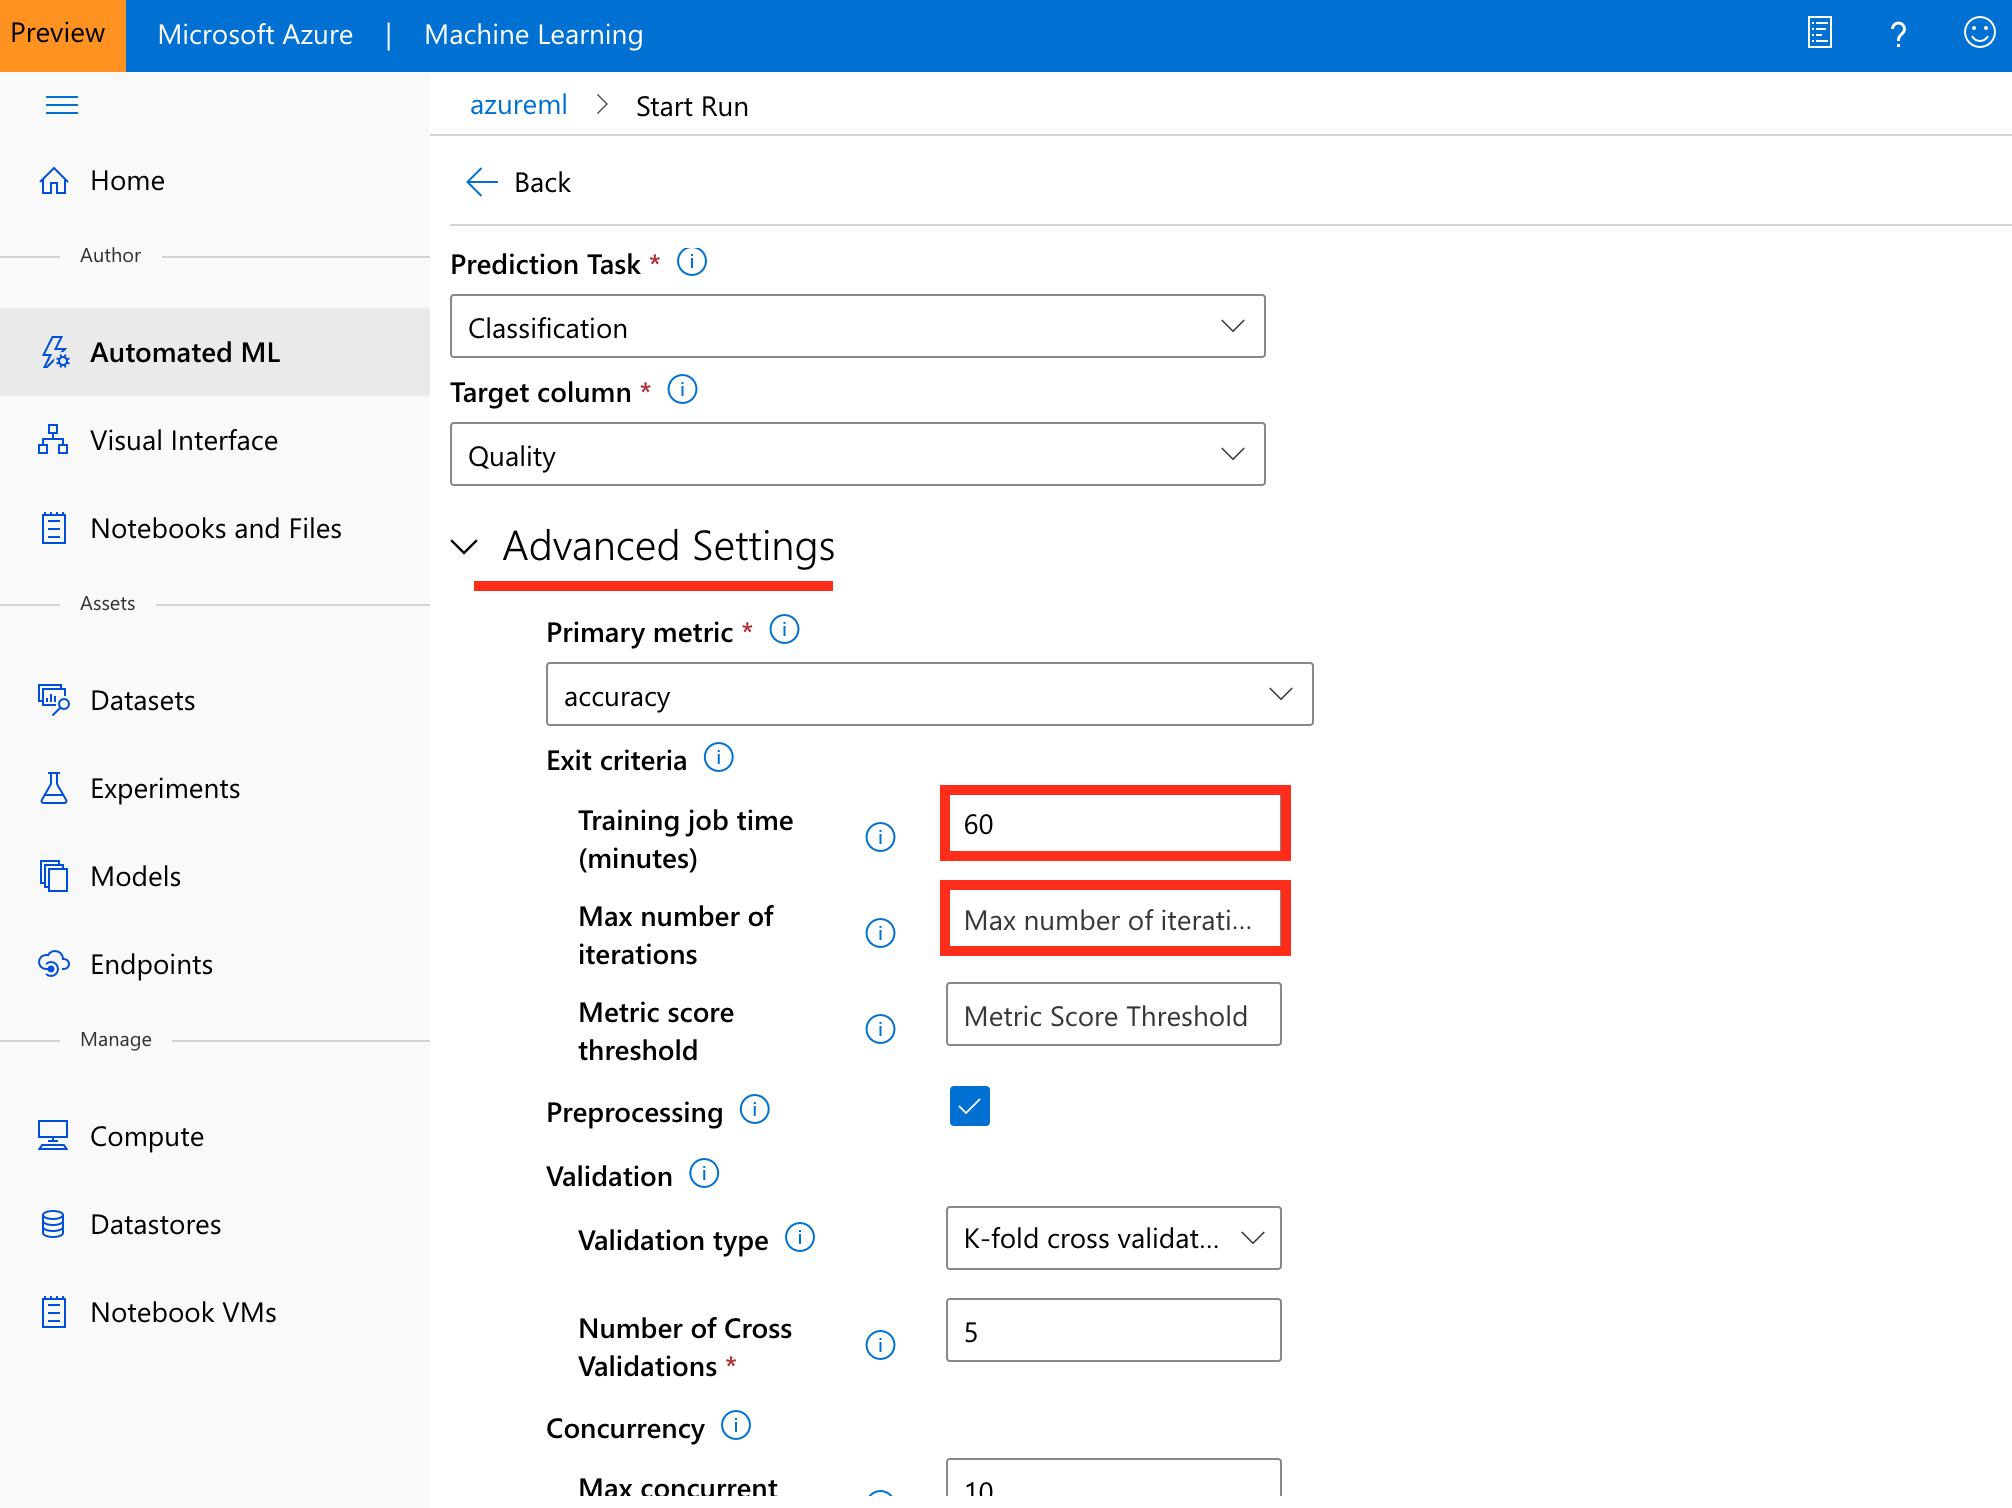 Preview
Microsoft Azure | Machine Learning
?
azureml > Start Run
Home
Back
Author
Prediction Task *
Classification
Automated ML
Target column *
Visual Interface
Quality
Notebooks and Files
Advanced Settings
Assets
Primary metric *
Datasets
accuracy
Exit criteria
Experiments
Training job time
(minutes)
60
Models
Max number of
iterations
Max number of iterati...
Endpoints
Metric score
threshold
Metric Score Threshold
Manage
Preprocessing
Compute
Validation
Datastores
Validation type
K-fold cross validat...
Notebook VMs
Number of Cross
Validations *
5
Concurrency
Max concurrent
10